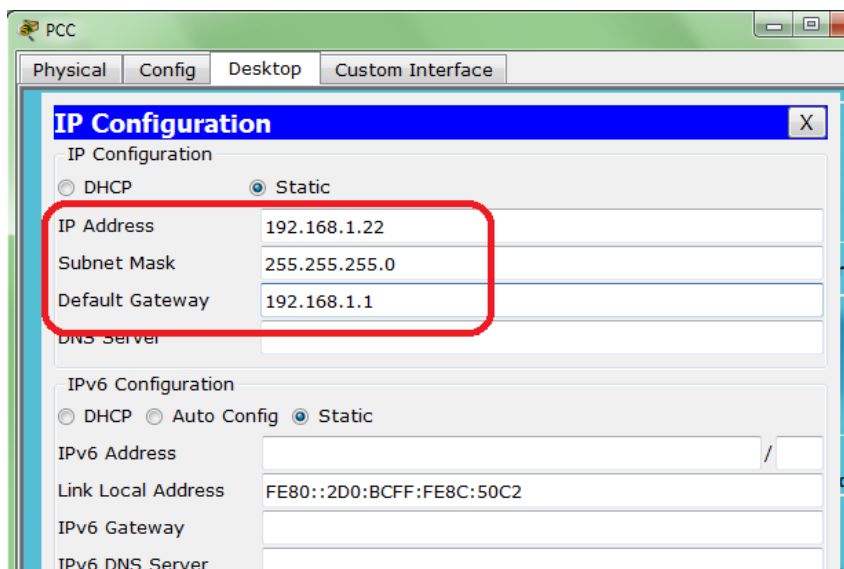 PCC
Physical Config Desktop Custom Interface
IP Configuration X
IP Configuration
DHCP Static
IP Address 192.168.1.22
Subnet Mask 255.255.255.0
Default Gateway 192.168.1.1
DNS Server
IPv6 Configuration
DHCP Auto Config Static
IPv6 Address /
Link Local Address FE80::2D0:BCFF:FE8C:50C2
IPv6 Gateway
IPv6 DNS Server